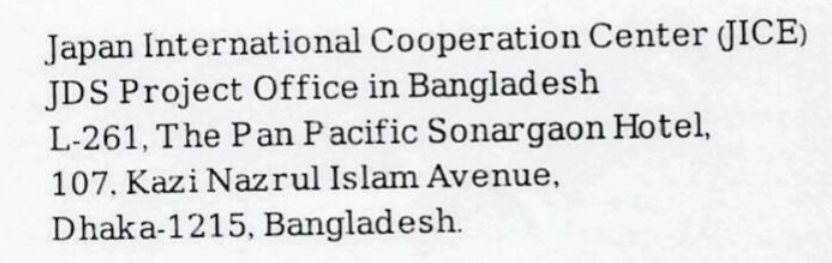 Japan International Cooperation Center (JICE)
JDS Project Office in Bangladesh
L-261, The Pan Pacific Sonargaon Hotel,
107, Kazi Nazrul Islam Avenue,
Dhaka-1215, Bangladesh.